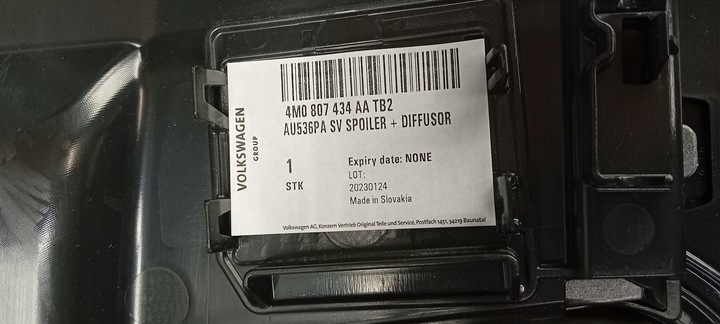 VOLKSWAGEN
GROUP
4M0 807 434 AA TB2
AU536PA SV SPOILER + DIFFUSOR
1
STK
Expiry date: NONE
LOT:
20230124
Made in Slovakia
Volkswagen AG, Konzern Vertrieb Original Teile und Service, Postfach 1451, 34219 Baunatal